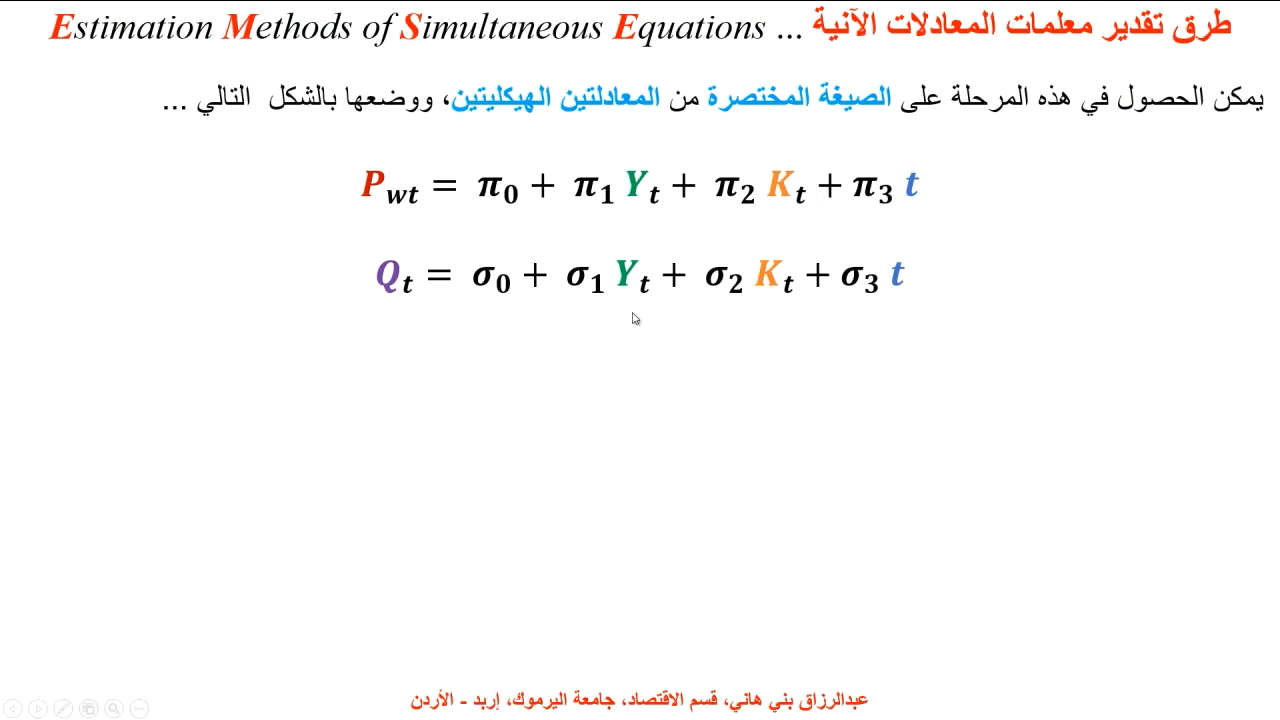 طرق تقدير معلمات المعادلات الآنية ... Estimation Methods of Simultaneous Equations
يمكن الحصول في هذه المرحلة على الصيغة المختصرة من المعادلتين الهيكليتين، ووضعها بالشكل التالي ...
P_wt = π_0 + π_1 Y_t + π_2 K_t + π_3 t
Q_t = σ_0 + σ_1 Y_t + σ_2 K_t + σ_3 t
عبدالرزاق بني هاني، قسم الاقتصاد، جامعة اليرموك، إربد - الأردن